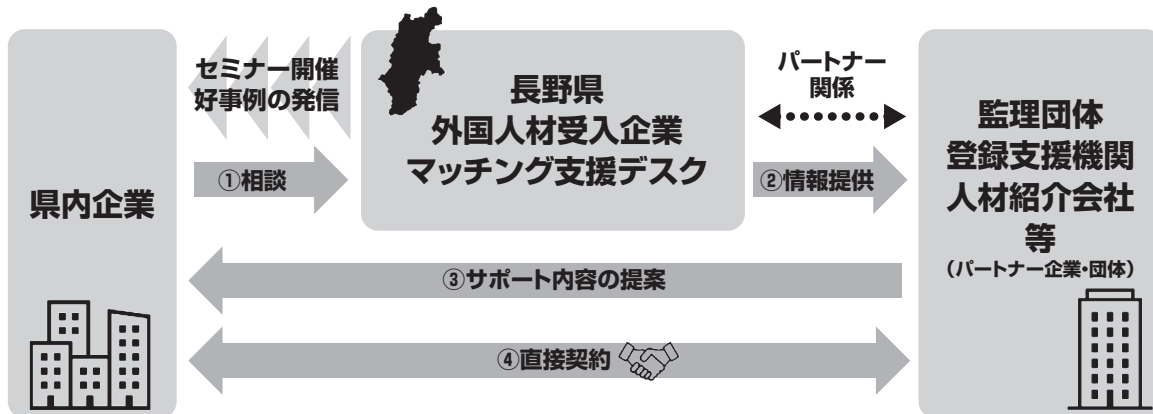 県内企業
セミナー開催
好事例の発信
①相談
長野県
外国人材受入企業
マッチング支援デスク
パートナー
関係
②情報提供
監理団体
登録支援機関
人材紹介会社
等
（パートナー企業・団体）
③サポート内容の提案
④直接契約